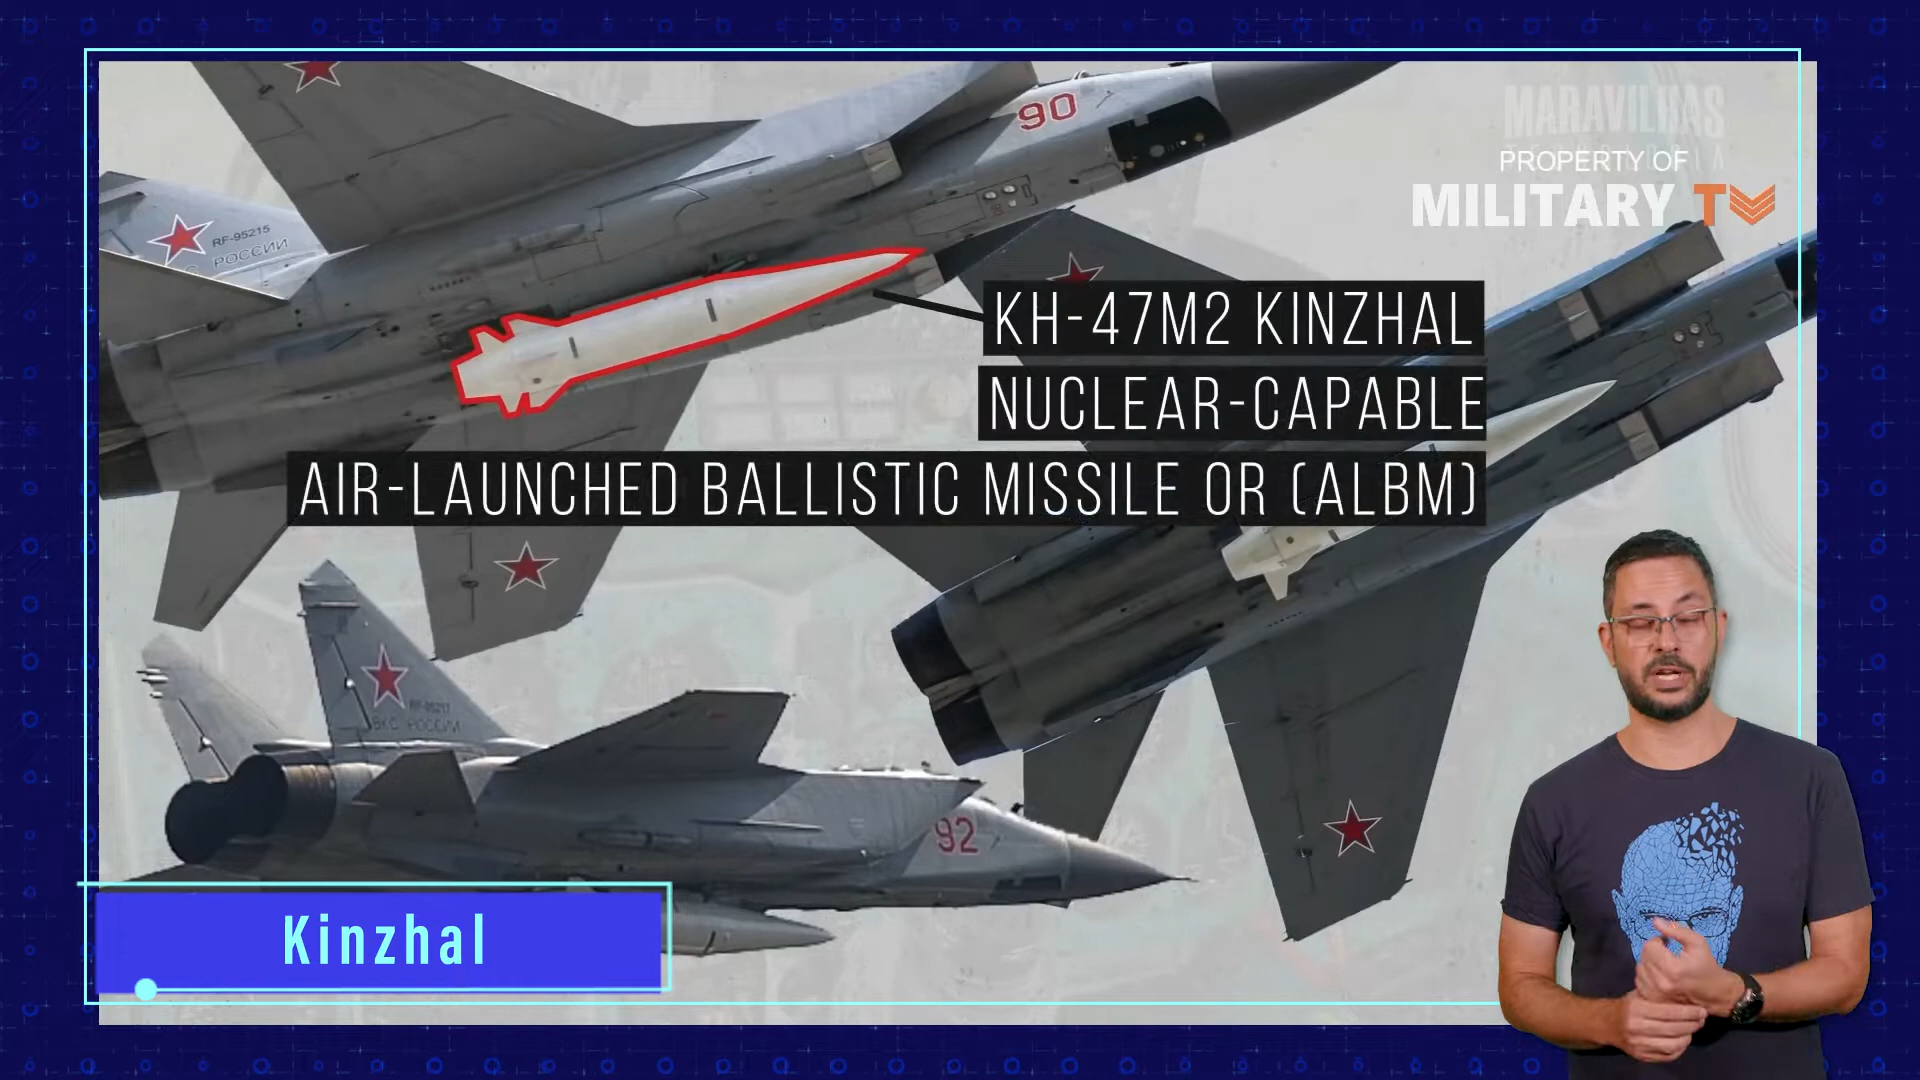 90
MARAVILHAS
PROPERTY OF
MILITARY TV
RF-95215
РОССИИ
KH-47M2 KINZHAL
NUCLEAR-CAPABLE
AIR-LAUNCHED BALLISTIC MISSILE OR (ALBM)
ВКС РОССИИ
92
Kinzhal